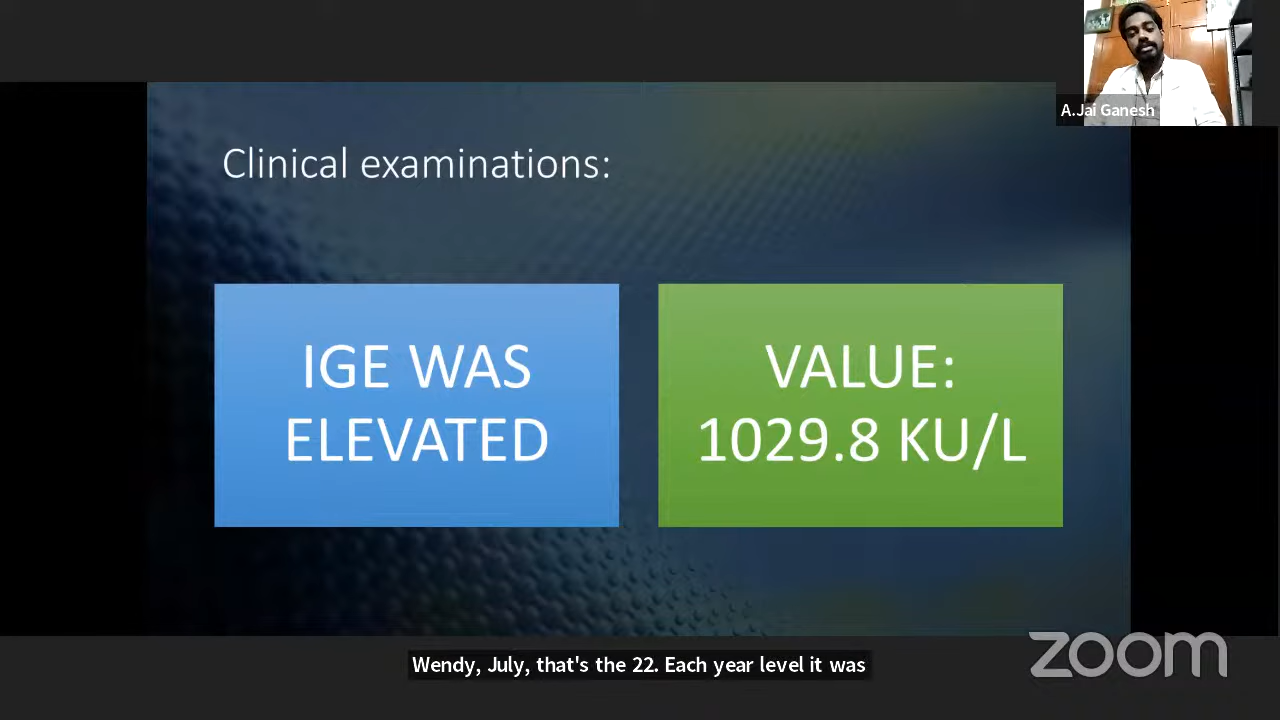 A.Jai Ganesh
Clinical examinations:
IGE WAS
ELEVATED
VALUE:
1029.8 KU/L
Wendy, July, that's the 22. Each year level it was
zoom